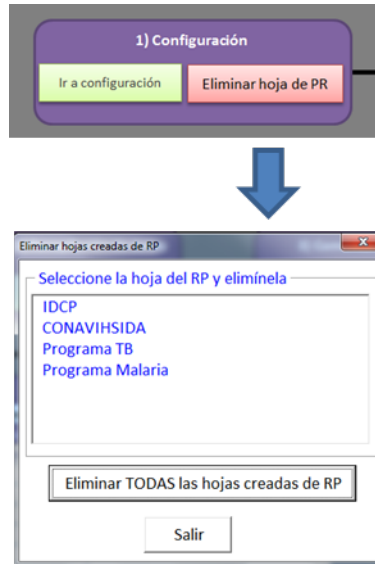 1) Configuración
Ir a configuración
Eliminar hoja de PR
Eliminar hojas creadas de RP
Seleccione la hoja del RP y elimínela
IDCP
CONAVIHSIDA
Programa TB
Programa Malaria
Eliminar TODAS las hojas creadas de RP
Salir